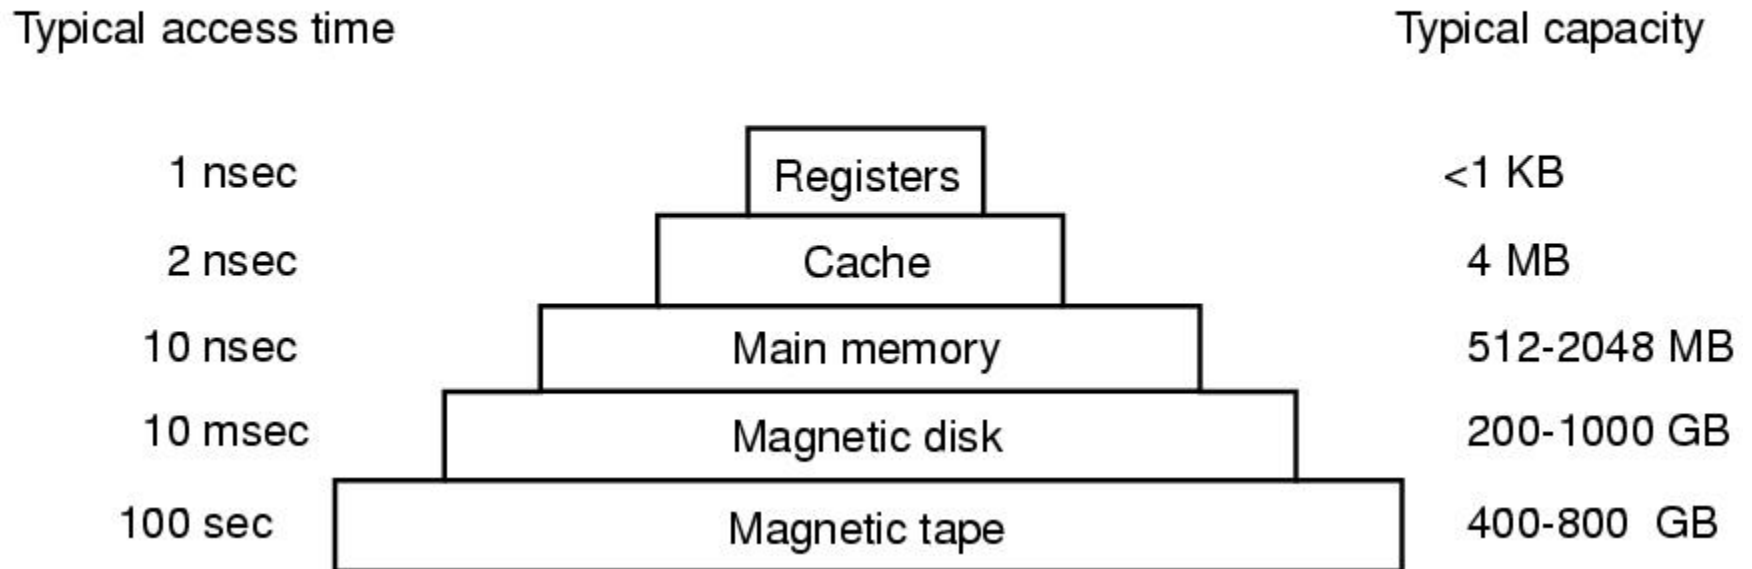 Typical access time Typical capacity
1 nsec Registers <1 KB
2 nsec Cache 4 MB
10 nsec Main memory 512-2048 MB
10 msec Magnetic disk 200-1000 GB
100 sec Magnetic tape 400-800 GB